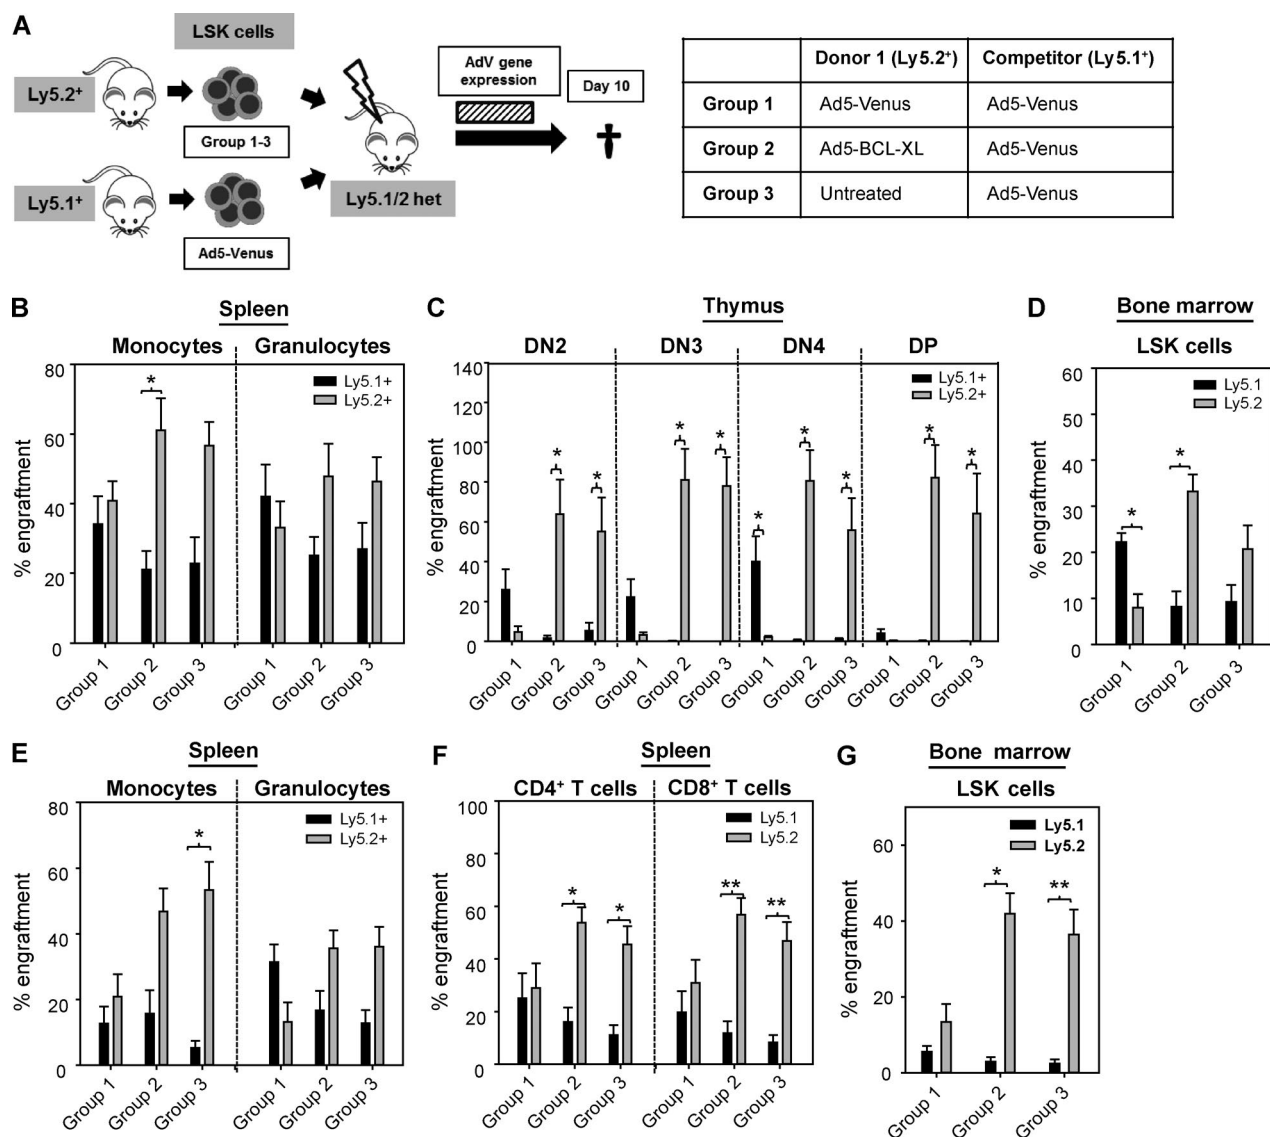 A
LSK cells
Ly5.2+
Group 1-3
Ly5.1+
Ad5-Venus
Ly5.1/2 het
AdV gene
expression
Day 10
Donor 1 (Ly5.2+) Competitor (Ly5.1+)
Group 1 Ad5-Venus Ad5-Venus
Group 2 Ad5-BCL-XL Ad5-Venus
Group 3 Untreated Ad5-Venus
B
Spleen
Monocytes Granulocytes
% engraftment
80
60
40
20
0
Ly5.1+
Ly5.2+
*
Group 1 Group 2 Group 3 Group 1 Group 2 Group 3
C
Thymus
DN2 DN3 DN4 DP
% engraftment
140
120
100
80
60
40
20
0
Ly5.1+
Ly5.2+
* * * * * * * * *
Group 1 Group 2 Group 3 Group 1 Group 2 Group 3 Group 1 Group 2 Group 3 Group 1 Group 2 Group 3
D
Bone marrow
LSK cells
% engraftment
60
40
30
20
10
0
Ly5.1
Ly5.2
* *
Group 1 Group 2 Group 3
E
Spleen
Monocytes Granulocytes
% engraftment
80
60
40
20
0
Ly5.1+
Ly5.2+
*
Group 1 Group 2 Group 3 Group 1 Group 2 Group 3
F
Spleen
CD4+ T cells CD8+ T cells
% engraftment
100
80
60
40
20
0
Ly5.1
Ly5.2
* * ** **
Group 1 Group 2 Group 3 Group 1 Group 2 Group 3
G
Bone marrow
LSK cells
% engraftment
60
40
20
0
Ly5.1
Ly5.2
* **
Group 1 Group 2 Group 3